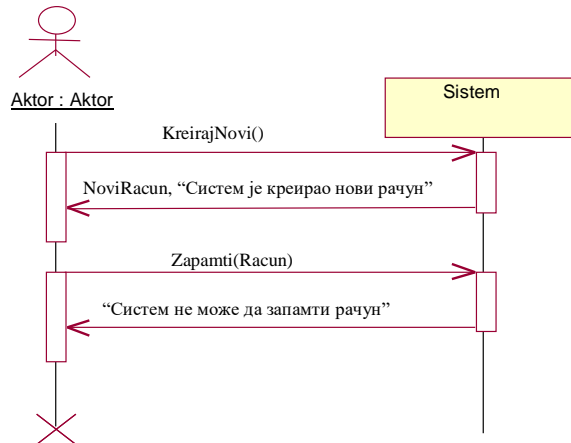 Aktor : Aktor
Sistem
KreirajNovi()
NoviRacun, “Систем је креирао нови рачун”
Zapamti(Racun)
“Систем не може да запамти рачун”